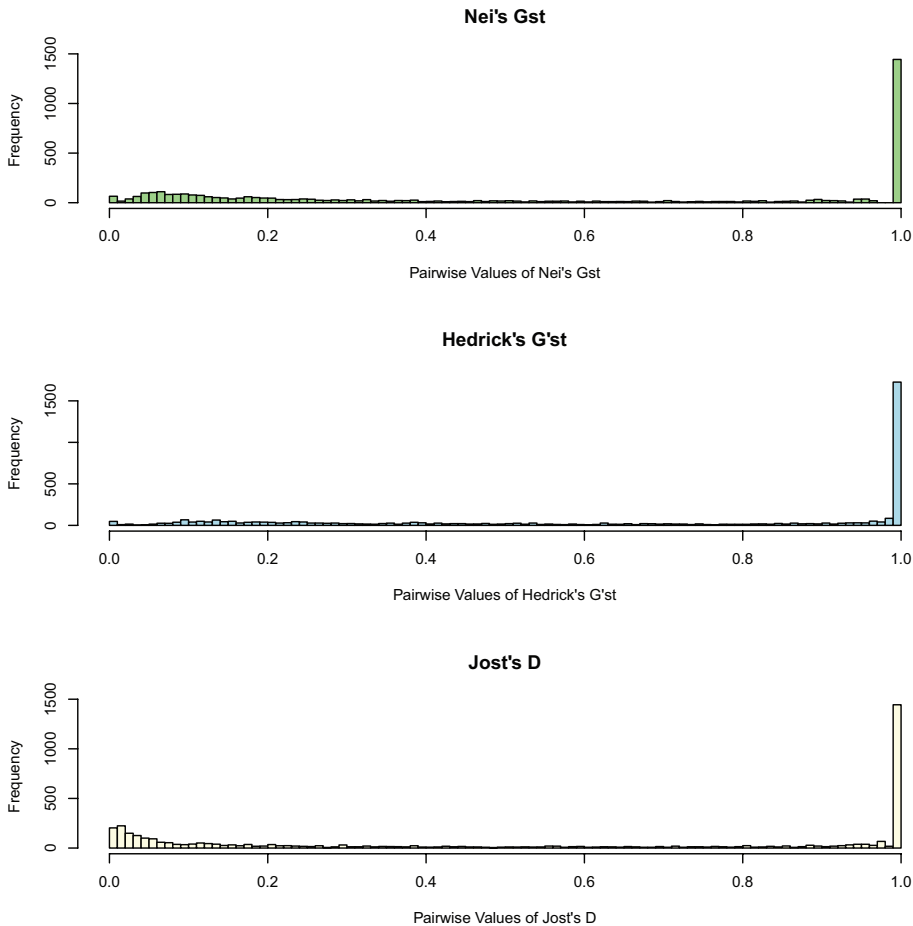 Nei's Gst
Frequency
1500
1000
500
0
0.0 0.2 0.4 0.6 0.8 1.0
Pairwise Values of Nei's Gst
Hedrick's G'st
Frequency
1500
500
0
0.0 0.2 0.4 0.6 0.8 1.0
Pairwise Values of Hedrick's G'st
Jost's D
Frequency
1500
1000
500
0
0.0 0.2 0.4 0.6 0.8 1.0
Pairwise Values of Jost's D